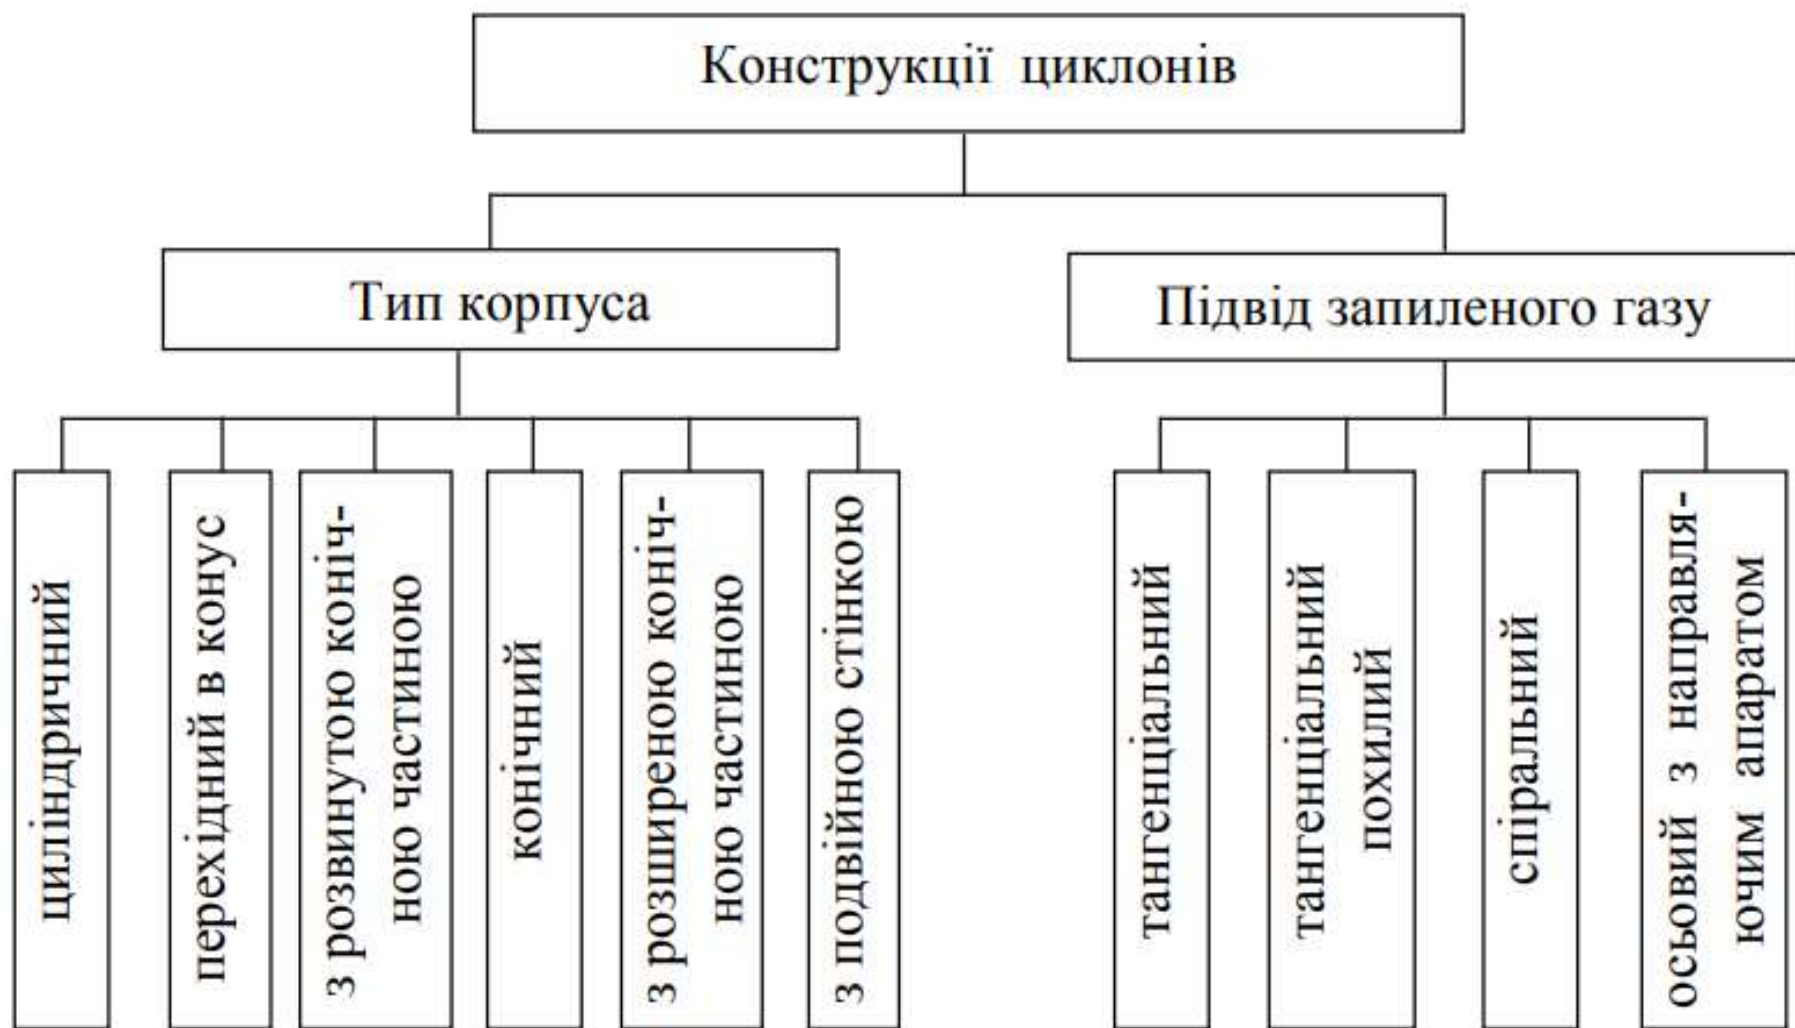 Конструкції циклонів
Тип корпуса
Підвід запиленого газу
циліндричний
перехідний в конус
з розвинутою коніч-
ною частиною
конічний
з розширеною коніч-
ною частиною
з подвійною стінкою
тангенціальний
тангенціальний
похилий
спіральний
осьовий з направля-
ючим апаратом